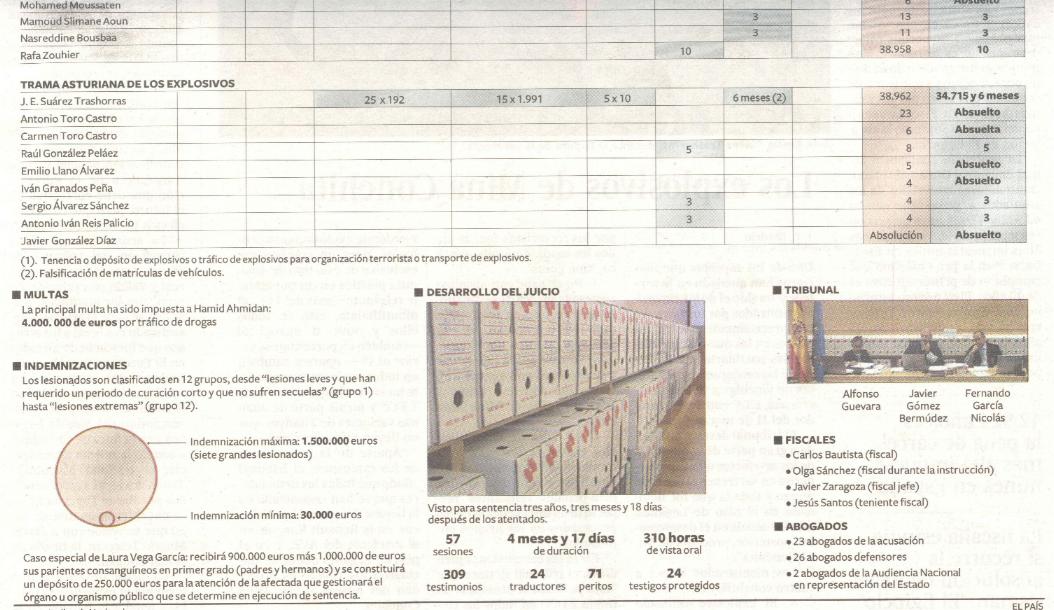 Mohamed Moussaten 6 Absuelto
Mamoud Slimane Aoun 3 13 3
Nasreddine Bousbaa 3 11 3
Rafa Zouhier 10 38.958 10
TRAMA ASTURIANA DE LOS EXPLOSIVOS
J. E. Suárez Trashorras 25 x 192 15 x 1.991 5 x 10 6 meses (2) 38.962 34.715 y 6 meses
Antonio Toro Castro 23 Absuelto
Carmen Toro Castro 6 Absuelta
Raúl González Peláez 5 8 5
Emilio Llano Álvarez 5 Absuelto
Iván Granados Peña 4 Absuelto
Sergio Álvarez Sánchez 3 4 3
Antonio Iván Reis Palicio 3 4 3
Javier González Díaz Absolución Absuelto
(1). Tenencia o depósito de explosivos o tráfico de explosivos para organización terrorista o transporte de explosivos.
(2). Falsificación de matrículas de vehículos.
MULTAS
La principal multa ha sido impuesta a Hamid Ahmidan:
4.000. 000 de euros por tráfico de drogas
INDEMNIZACIONES
Los lesionados son clasificados en 12 grupos, desde "lesiones leves y que han
requerido un periodo de curación corto y que no sufren secuelas" (grupo 1)
hasta "lesiones extremas" (grupo 12).
Indemnización máxima: 1.500.000 euros
(siete grandes lesionados)
Indemnización mínima: 30.000 euros
Caso especial de Laura Vega García: recibirá 900.000 euros más 1.000.000 de euros
sus parientes consanguíneos en primer grado (padres y hermanos) y se constituirá
un depósito de 250.000 euros para la atención de la afectada que gestionará el
órgano u organismo público que se determine en ejecución de sentencia.
DESARROLLO DEL JUICIO
Visto para sentencia tres años, tres meses y 18 días
después de los atentados.
57 4 meses y 17 días 310 horas
sesiones de duración de vista oral
309 24 71 24
testimonios traductores peritos testigos protegidos
TRIBUNAL
Alfonso Javier Fernando
Guevara Gómez García
Bermúdez Nicolás
FISCALES
• Carlos Bautista (fiscal)
• Olga Sánchez (fiscal durante la instrucción)
• Javier Zaragoza (fiscal jefe)
• Jesús Santos (teniente fiscal)
ABOGADOS
• 23 abogados de la acusación
• 26 abogados defensores
• 2 abogados de la Audiencia Nacional
en representación del Estado
EL PAÍS